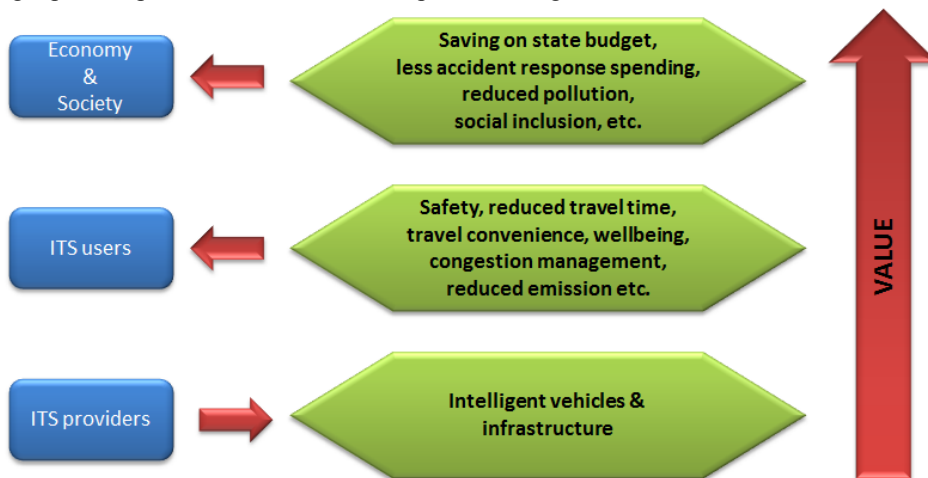 Economy
&
Society
Saving on state budget,
less accident response spending,
reduced pollution,
social inclusion, etc.
ITS users
Safety, reduced travel time,
travel convenience, wellbeing,
congestion management,
reduced emission etc.
ITS providers
Intelligent vehicles &
infrastructure
VALUE